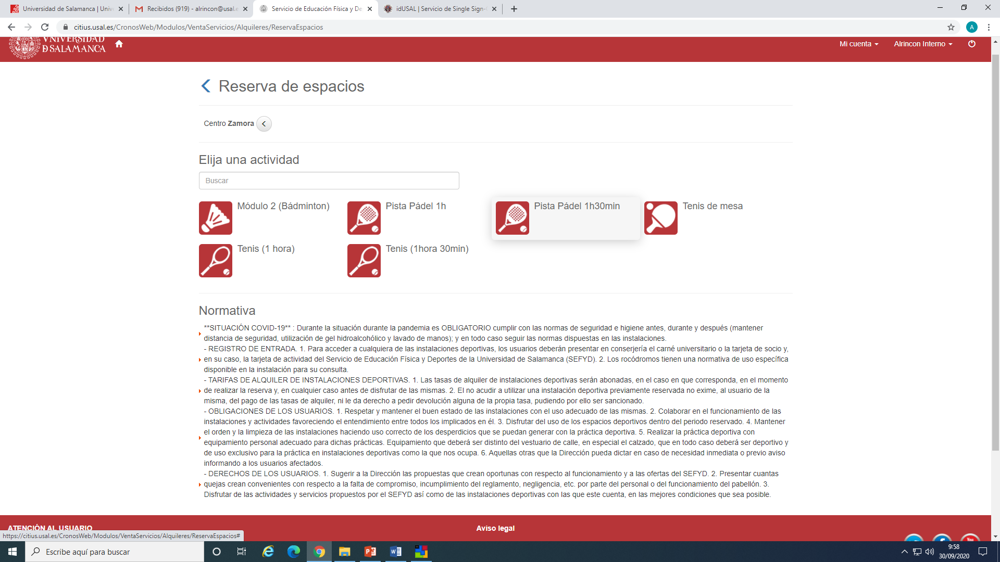 Universidad de Salamanca | Unive
Recibidos (919) - alrincon@usal.e
Servicio de Educación Física y De
idUSAL | Servicio de Single Sign-
citius.usal.es/CronosWeb/Modulos/VentaServicios/Alquileres/ReservaEspacios
A
VNIVERSIDAD
D SALAMANCA
Mi cuenta
Alrincon Interno
Reserva de espacios
Centro Zamora
Elija una actividad
Buscar
Módulo 2 (Bádminton)
Pista Pádel 1h
Pista Pádel 1h30min
Tenis de mesa
Tenis (1 hora)
Tenis (1hora 30min)
Normativa
**SITUACIÓN COVID-19** : Durante la situación durante la pandemia es OBLIGATORIO cumplir con las normas de seguridad e higiene antes, durante y después (mantener
distancia de seguridad, utilización de gel hidroalcohólico y lavado de manos); y en todo caso seguir las normas dispuestas en las instalaciones.
- REGISTRO DE ENTRADA. 1. Para acceder a cualquiera de las instalaciones deportivas, los usuarios deberán presentar en conserjería el carné universitario o la tarjeta de socio y,
en su caso, la tarjeta de actividad del Servicio de Educación Física y Deportes de la Universidad de Salamanca (SEFYD). 2. Los rocódromos tienen una normativa de uso específica
disponible en la instalación para su consulta.
- TARIFAS DE ALQUILER DE INSTALACIONES DEPORTIVAS. 1. Las tasas de alquiler de instalaciones deportivas serán abonadas, en el caso en que corresponda, en el momento
de realizar la reserva y, en cualquier caso antes de disfrutar de las mismas. 2. El no acudir a utilizar una instalación deportiva previamente reservada no exime, al usuario de la
misma, del pago de las tasas de alquiler, ni le da derecho a pedir devolución alguna de la propia tasa, pudiendo por ello ser sancionado.
- OBLIGACIONES DE LOS USUARIOS. 1. Respetar y mantener el buen estado de las instalaciones con el uso adecuado de las mismas. 2. Colaborar en el funcionamiento de las
instalaciones y actividades favoreciendo el entendimiento entre todos los implicados en él. 3. Disfrutar del uso de los espacios deportivos dentro del periodo reservado. 4. Mantener
el orden y la limpieza de las instalaciones haciendo uso correcto de los desperdicios que se puedan generar con la práctica deportiva. 5. Realizar la práctica deportiva con
equipamiento personal adecuado para dichas prácticas. Equipamiento que deberá ser distinto del vestuario de calle, en especial el calzado, que en todo caso deberá ser deportivo y
de uso exclusivo para la práctica en instalaciones deportivas como la que nos ocupa. 6. Aquellas otras que la Dirección pueda dictar en caso de necesidad inmediata o previo aviso
informando a los usuarios afectados.
- DERECHOS DE LOS USUARIOS. 1. Sugerir a la Dirección las propuestas que crean oportunas con respecto al funcionamiento y a las ofertas del SEFYD. 2. Presentar cuantas
quejas crean convenientes con respecto a la falta de compromiso, incumplimiento del reglamento, negligencia, etc. por parte del personal o del funcionamiento del pabellón. 3.
Disfrutar de las actividades y servicios propuestos por el SEFYD así como de las instalaciones deportivas con las que este cuenta, en las mejores condiciones que sea posible.
ATENCIÓN AL USUARIO
Aviso legal
https://citius.usal.es/CronosWeb/Modulos/VentaServicios/Alquileres/ReservaEspacios#
Escribe aquí para buscar
9:58
30/09/2020